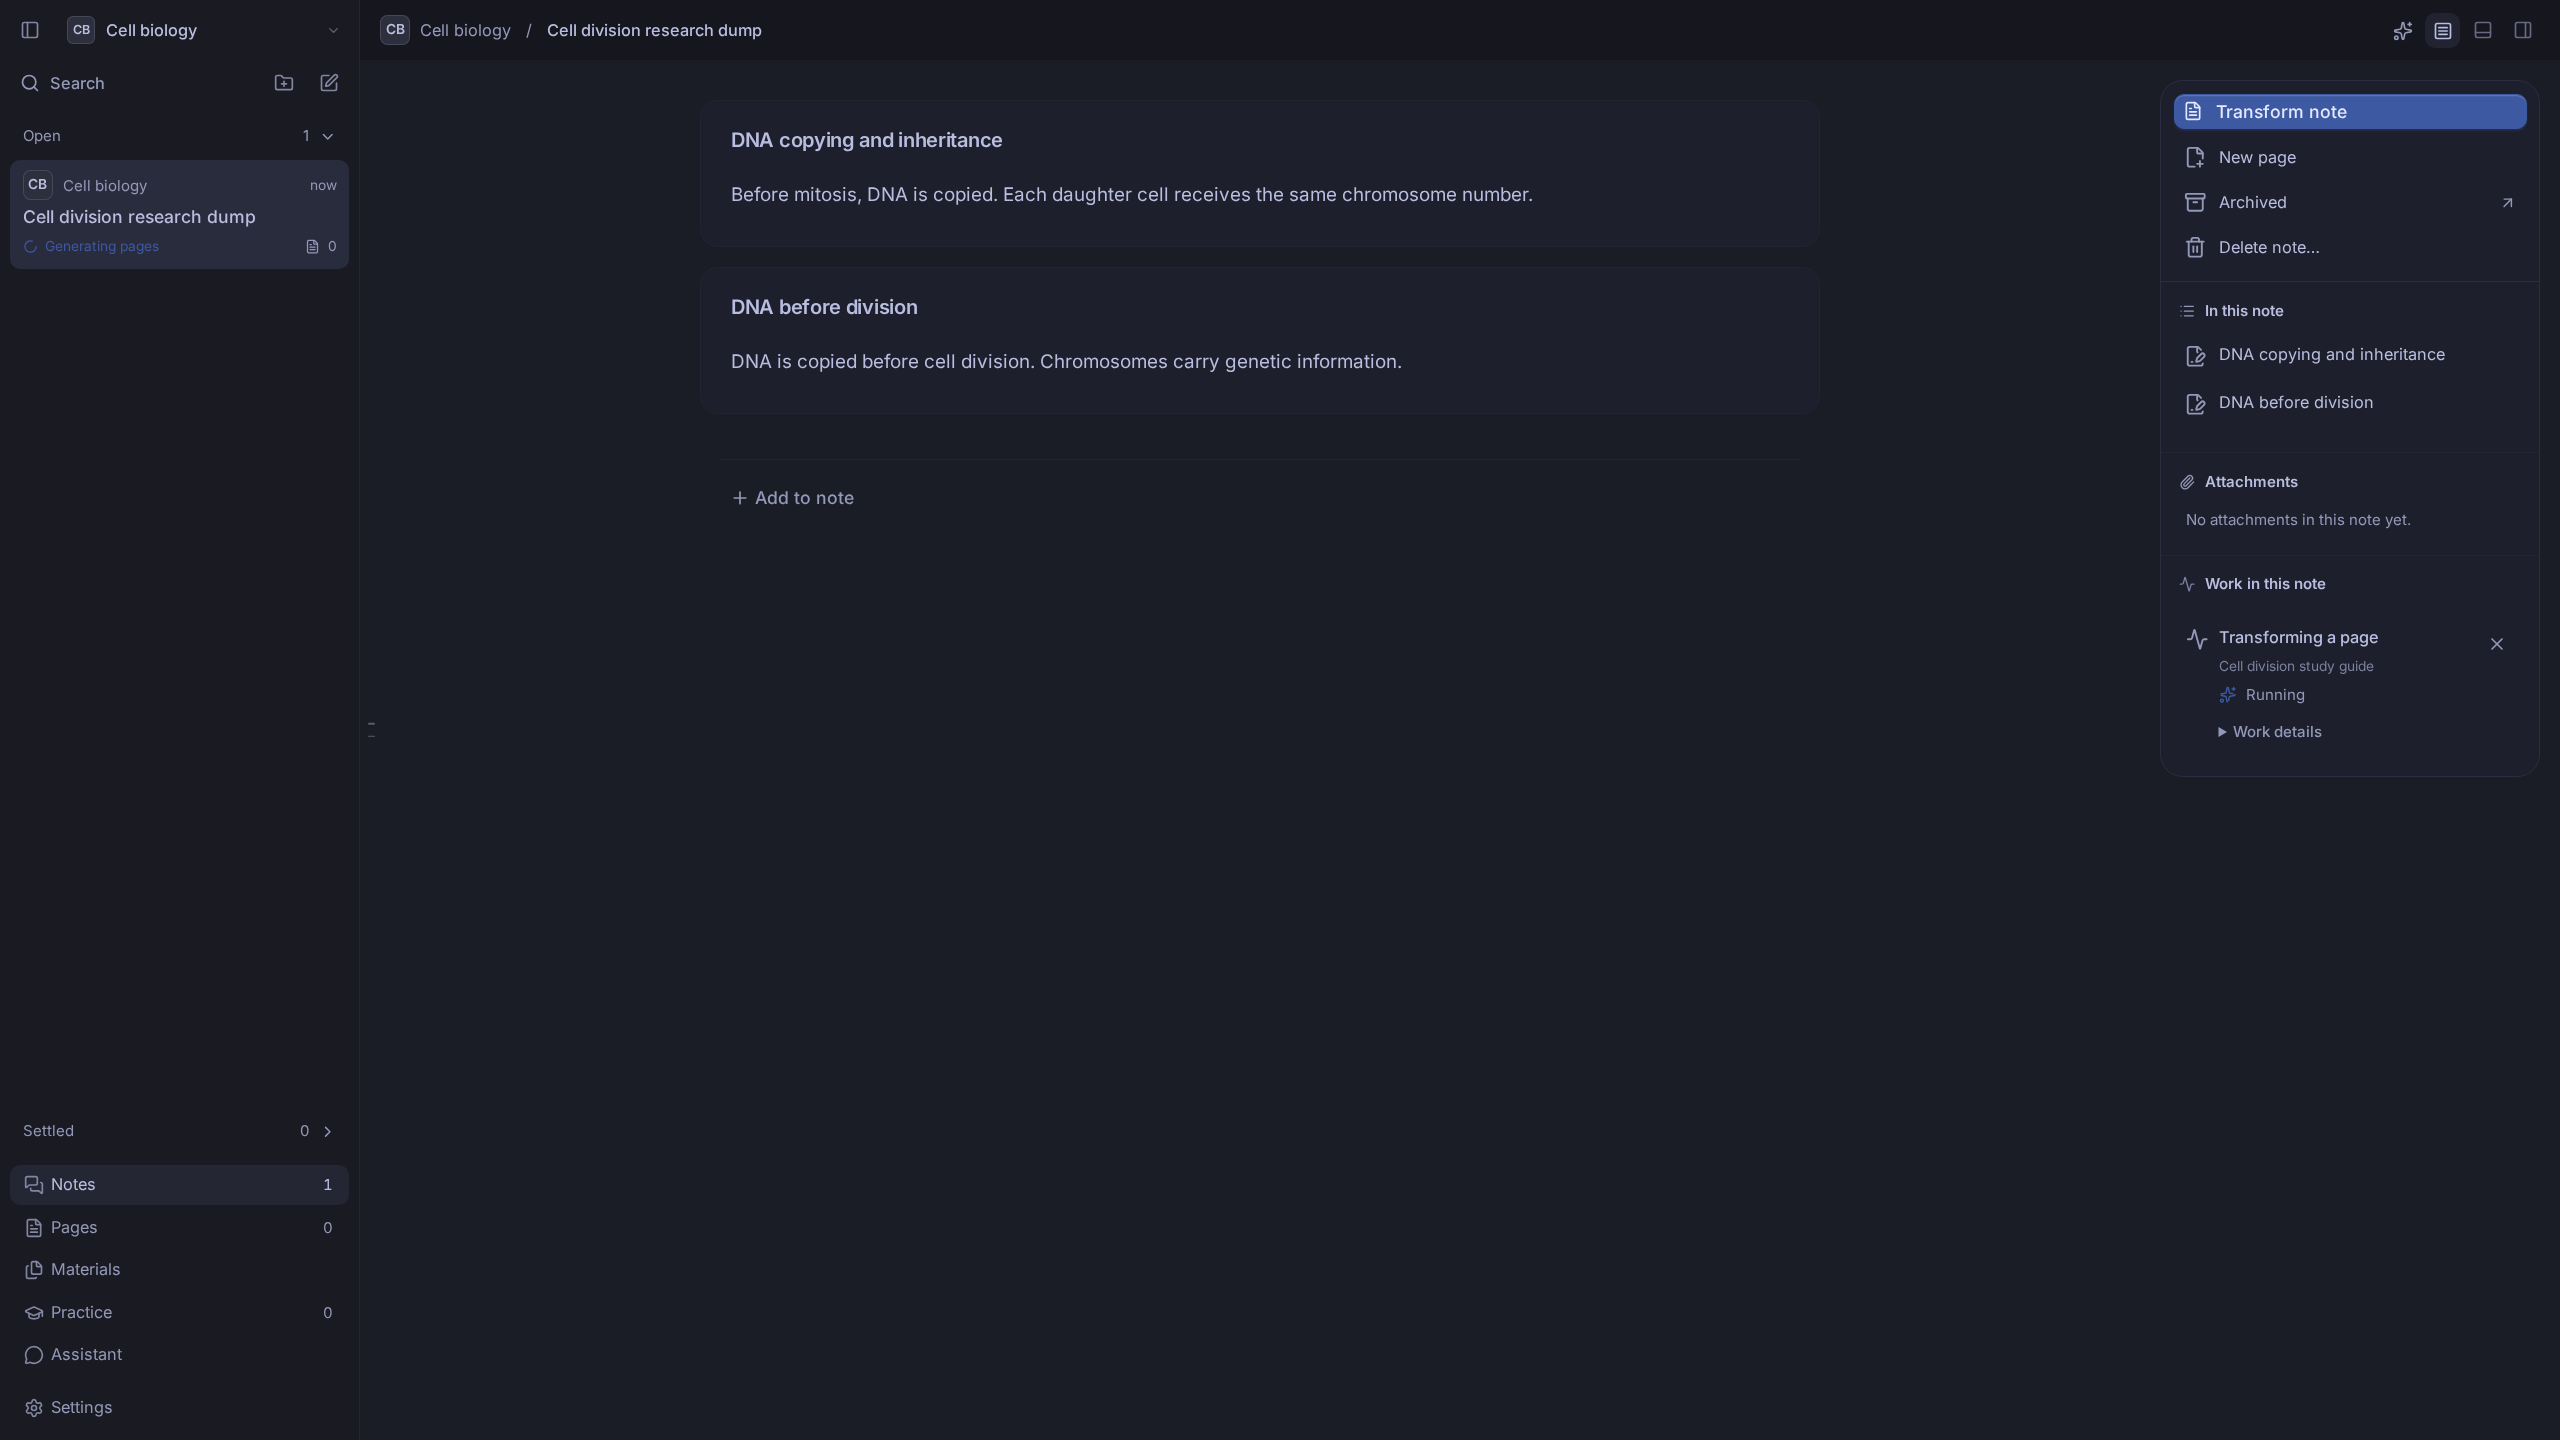 CB Cell biology
Search
Open 1
CB Cell biology now
Cell division research dump
Generating pages 0
Settled 0
Notes 1
Pages 0
Materials
Practice 0
Assistant
Settings
CB Cell biology / Cell division research dump
DNA copying and inheritance
Before mitosis, DNA is copied. Each daughter cell receives the same chromosome number.
DNA before division
DNA is copied before cell division. Chromosomes carry genetic information.
Add to note
Transform note
New page
Archived
Delete note...
In this note
DNA copying and inheritance
DNA before division
Attachments
No attachments in this note yet.
Work in this note
Transforming a page
Cell division study guide
Running
Work details